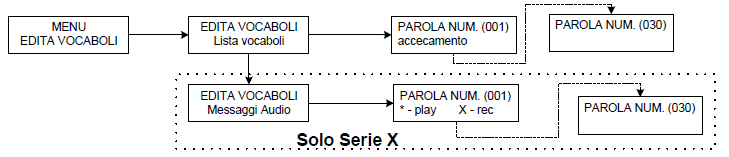 MENU
EDITA VOCABOLI
EDITA VOCABOLI
Lista vocaboli
PAROLA NUM. (001)
accecamento
PAROLA NUM. (030)
EDITA VOCABOLI
Messaggi Audio
PAROLA NUM. (001)
* - play X - rec
PAROLA NUM. (030)
Solo Serie X